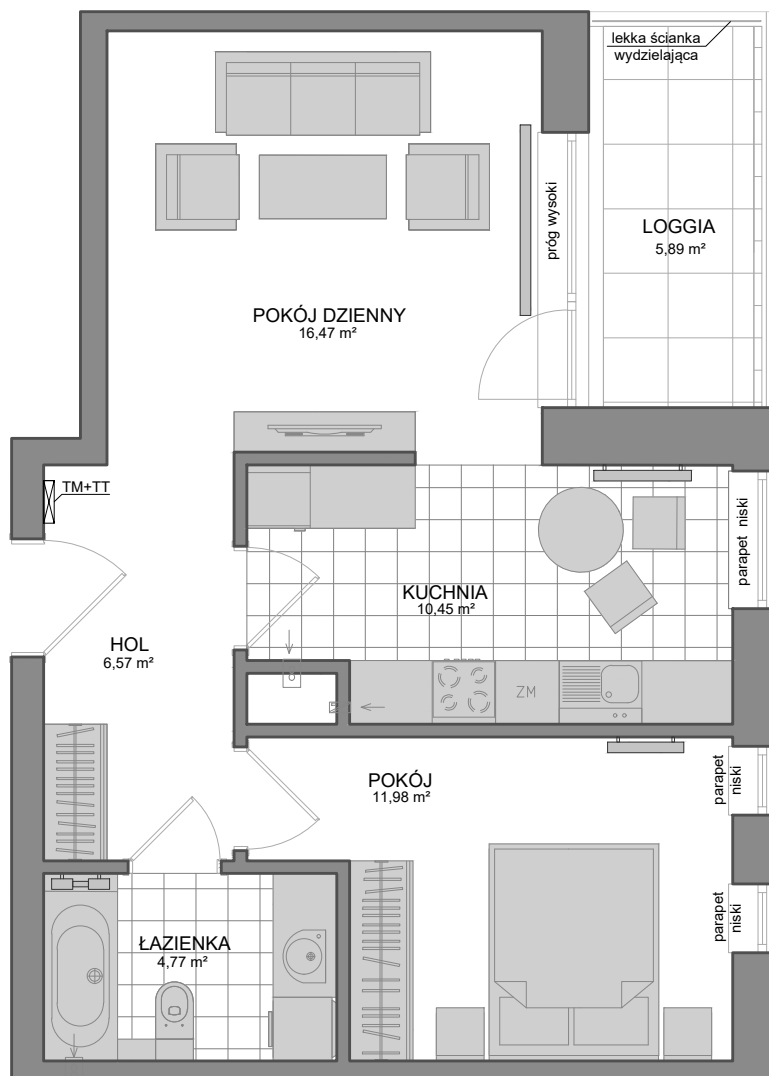 lekka ścianka
wydzielająca
LOGGIA
5,89 m²
próg wysoki
POKÓJ DZIENNY
16,47 m²
TM+TT
KUCHNIA
10,45 m²
parapet niski
HOL
6,57 m²
ZM
POKÓJ
11,98 m²
parapet
niski
parapet
niski
ŁAZIENKA
4,77 m²